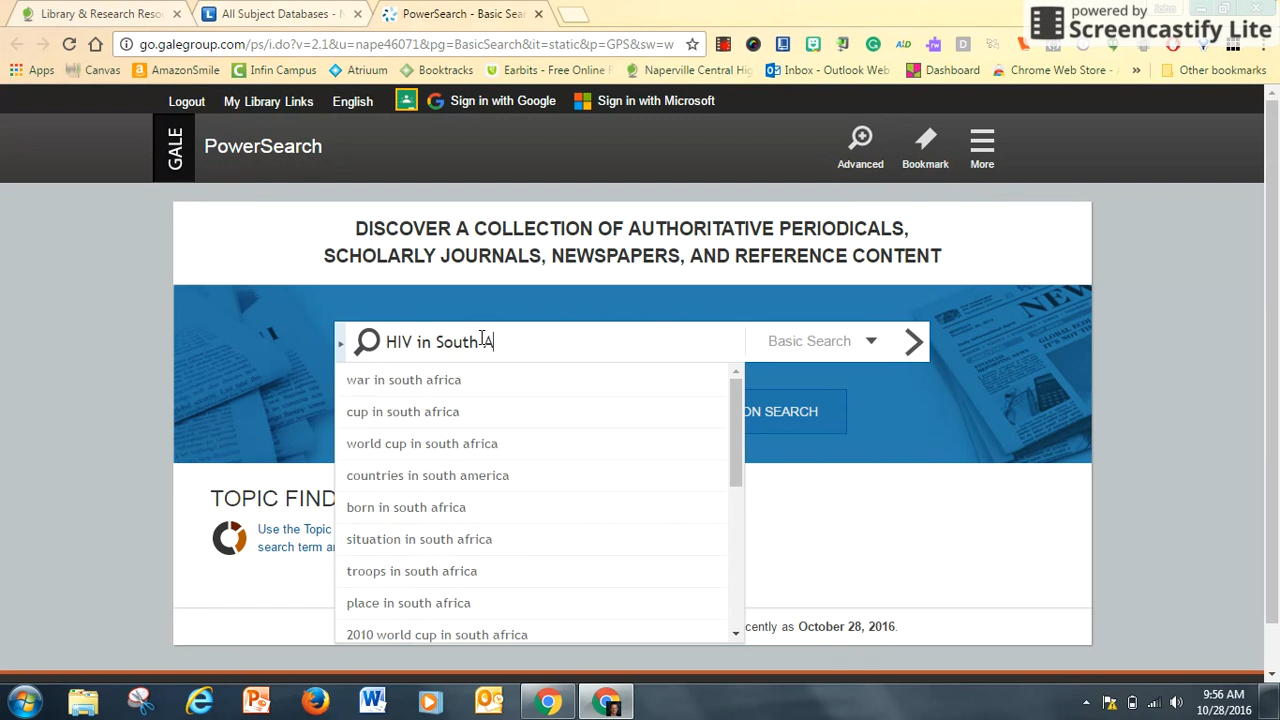 Library & Research Reso
All Subject Databases - N
PowerSearch - Basic Sea
powered by
Screencastify Lite
go.galegroup.com/ps/i.do?v=2.1&u=nape46071&pg=BasicSearch&s=static&p=GPS&sw=w
Apps
Canvas
AmazonSmile
Infin Campus
Atrium
Booktracks
Earbits - Free Online R
Naperville Central Hig
Inbox - Outlook Web
Dashboard
Chrome Web Store -
»
Other bookmarks
Logout
My Library Links
English
Sign in with Google
Sign in with Microsoft
GALE
PowerSearch
Advanced
Bookmark
More
DISCOVER A COLLECTION OF AUTHORITATIVE PERIODICALS,
SCHOLARLY JOURNALS, NEWSPAPERS, AND REFERENCE CONTENT
HIV in South A
Basic Search
war in south africa
cup in south africa
world cup in south africa
countries in south america
born in south africa
situation in south africa
troops in south africa
place in south africa
2010 world cup in south africa
ON SEARCH
NEWS
TOPIC FIND
Use the Topic
search term a
cently as October 28, 2016.
9:56 AM
10/28/2016